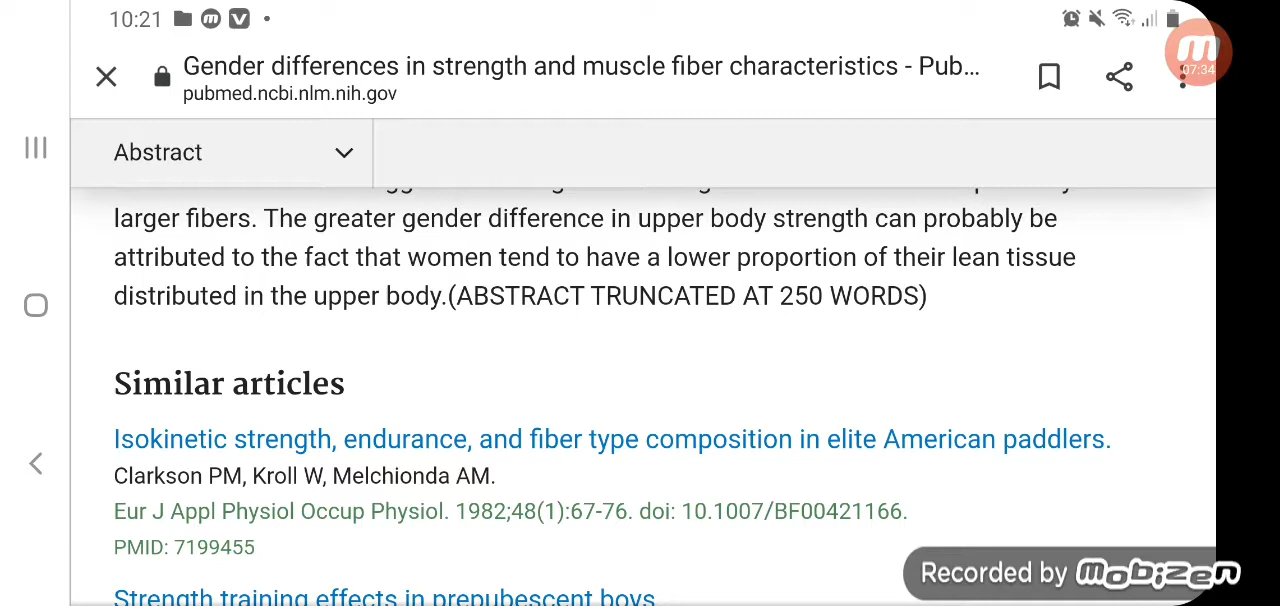 10:21
07:34
Gender differences in strength and muscle fiber characteristics - Pub...
pubmed.ncbi.nlm.nih.gov
Abstract
larger fibers. The greater gender difference in upper body strength can probably be
attributed to the fact that women tend to have a lower proportion of their lean tissue
distributed in the upper body.(ABSTRACT TRUNCATED AT 250 WORDS)
Similar articles
Isokinetic strength, endurance, and fiber type composition in elite American paddlers.
Clarkson PM, Kroll W, Melchionda AM.
Eur J Appl Physiol Occup Physiol. 1982;48(1):67-76. doi: 10.1007/BF00421166.
PMID: 7199455
Recorded by Mobizen
Strength training effects in prepubescent boys